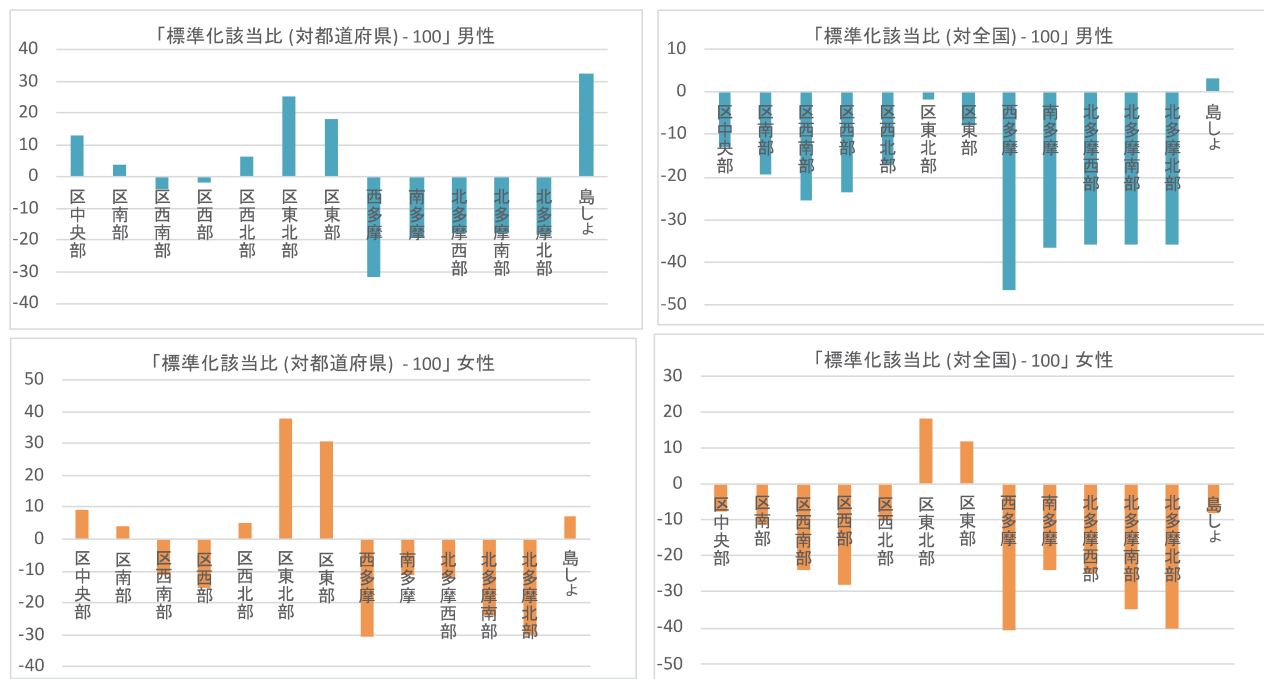 「標準化該当比 (対都道府県) - 100」 男性
40
30
20
10
0
-10
-20
-30
-40
区中央部
区南部
区西南部
区西部
区西北部
区東北部
区東部
西多摩
南多摩
北多摩西部
北多摩南部
北多摩北部
島しょ
「標準化該当比 (対全国) - 100」 男性
10
0
-10
-20
-30
-40
-50
区中央部
区南部
区西南部
区西部
区西北部
区東北部
区東部
西多摩
南多摩
北多摩西部
北多摩南部
北多摩北部
島しょ
「標準化該当比 (対都道府県) - 100」 女性
50
40
30
20
10
0
-10
-20
-30
-40
区中央部
区南部
区西南部
区西部
区西北部
区東北部
区東部
西多摩
南多摩
北多摩西部
北多摩南部
北多摩北部
島しょ
「標準化該当比 (対全国) - 100」 女性
30
20
10
0
-10
-20
-30
-40
-50
区中央部
区南部
区西南部
区西部
区西北部
区東北部
区東部
西多摩
南多摩
北多摩西部
北多摩南部
北多摩北部
島しょ